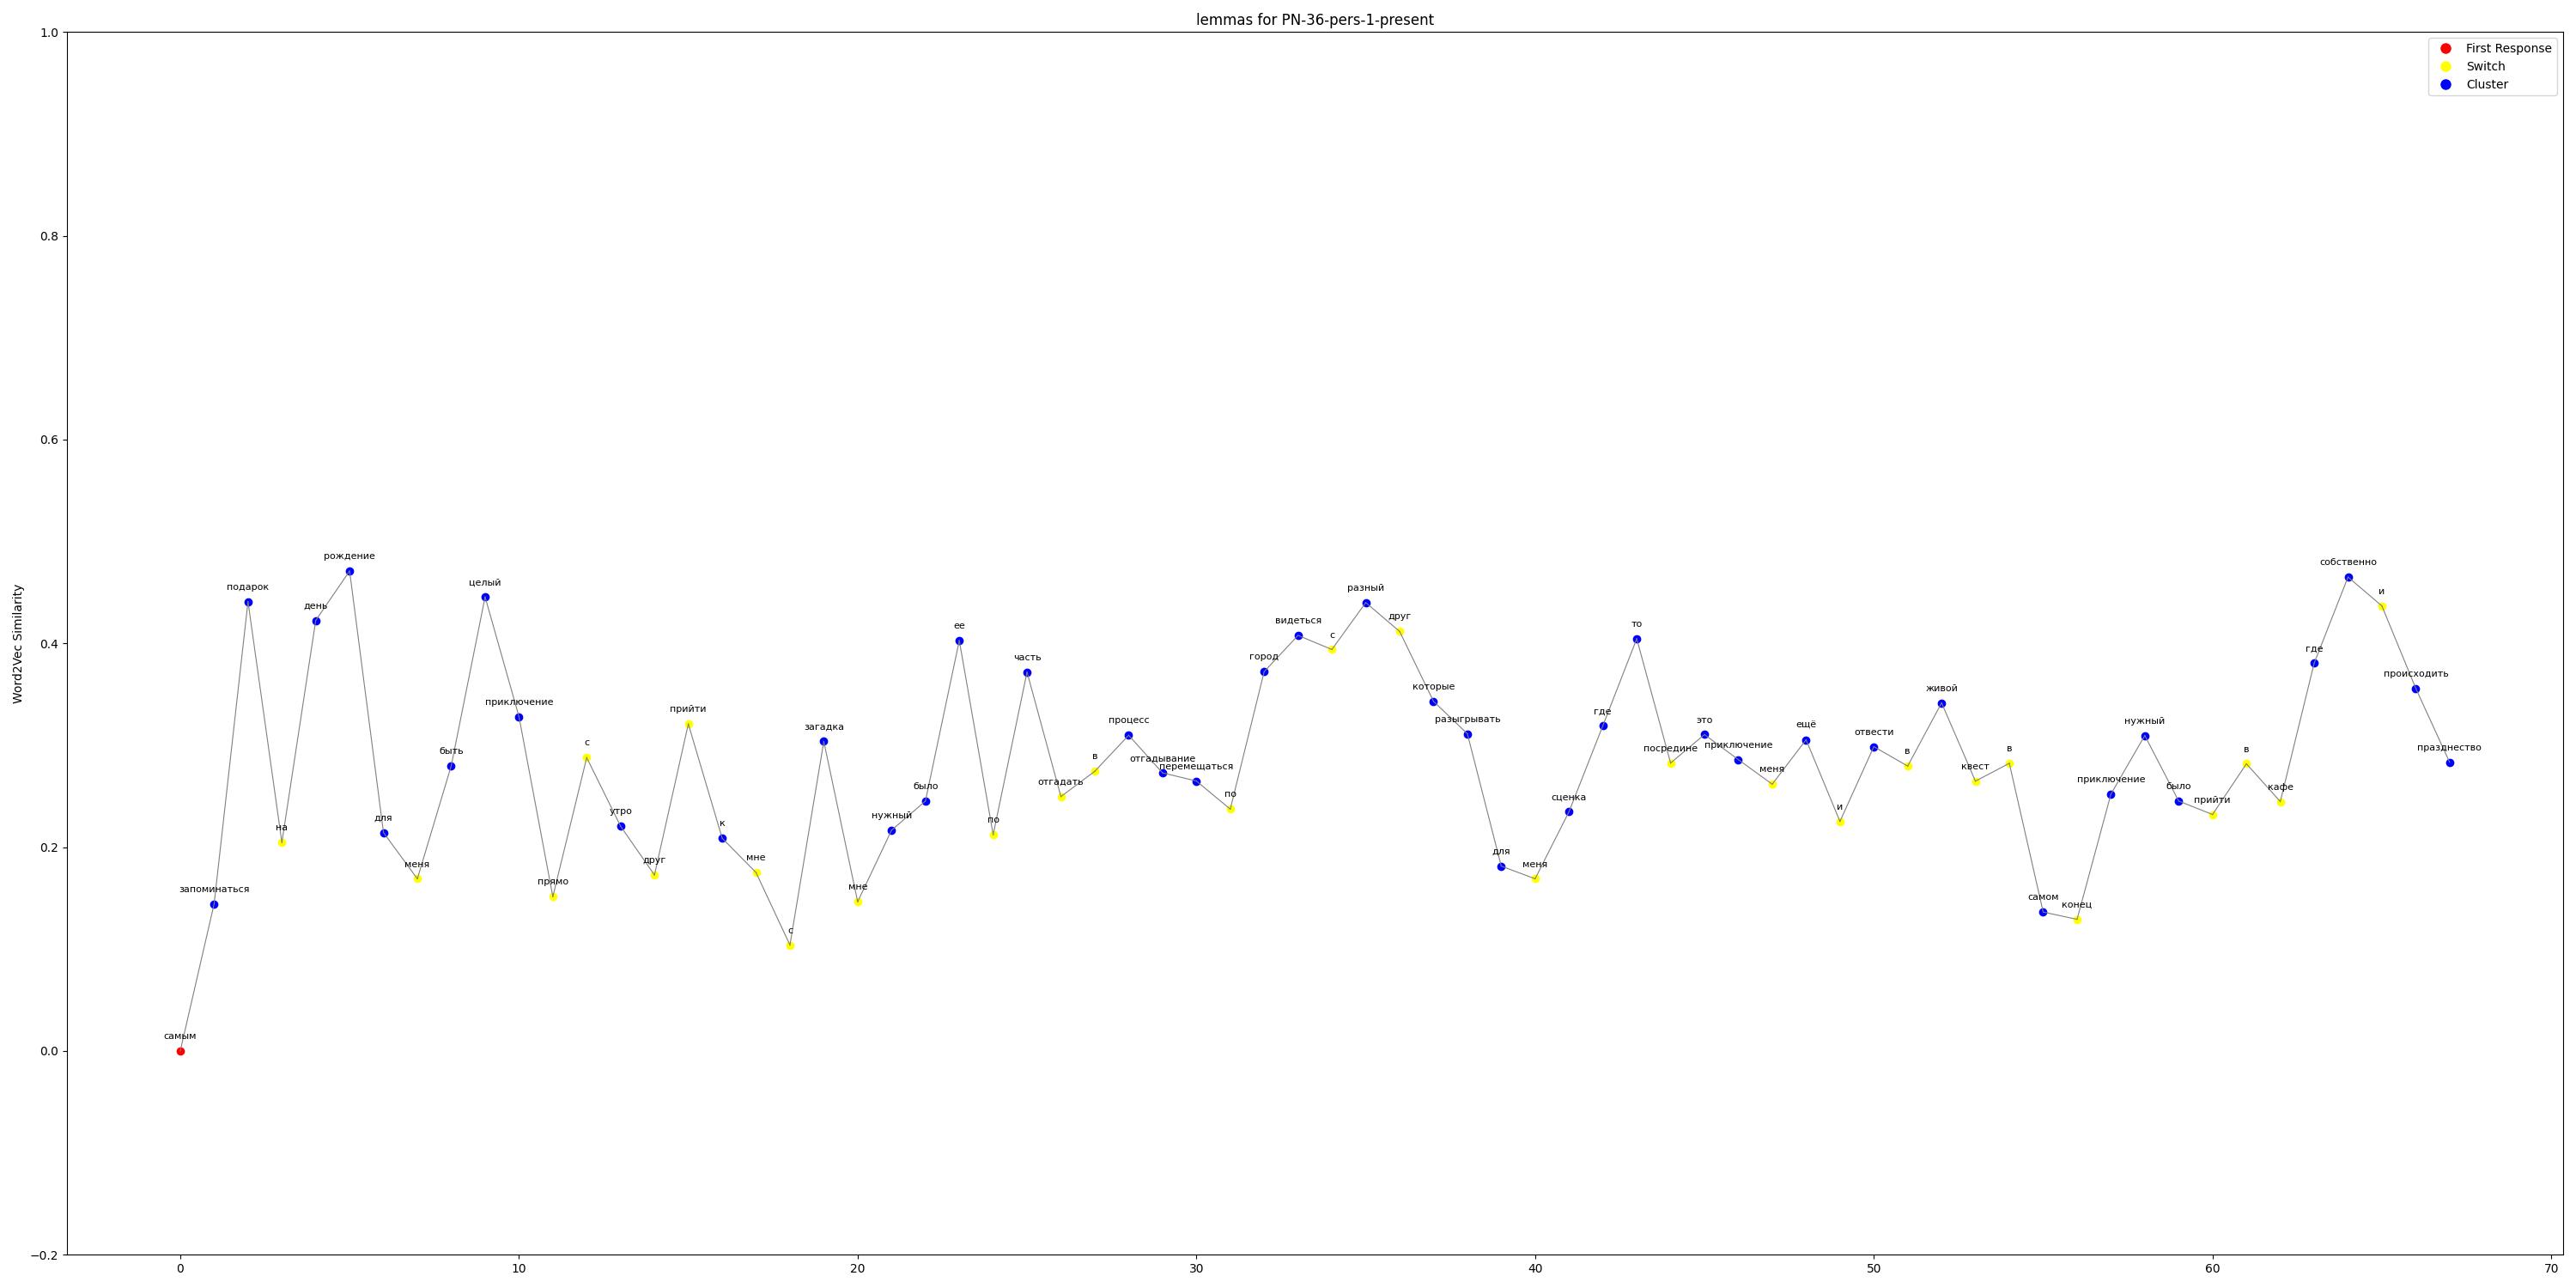 lemmas for PN-36-pers-1-present
First Response
Switch
Cluster
Word2Vec Similarity
1.0
0.8
0.6
0.4
0.2
0.0
−0.2
самым
запоминаться
подарок
на
день
рождение
для
меня
быть
целый
приключение
прямо
с
утро
друг
прийти
к
мне
с
загадка
мне
нужный
было
ее
по
часть
отгадать
в
процесс
отгадывание
перемещаться
по
город
видеться
с
разный
друг
которые
разыгрывать
для
меня
сценка
где
то
посредине
это
приключение
меня
ещё
и
отвести
в
живой
квест
в
самом
конец
приключение
нужный
было
прийти
в
кафе
где
собственно
и
происходить
празднество
0 10 20 30 40 50 60 70